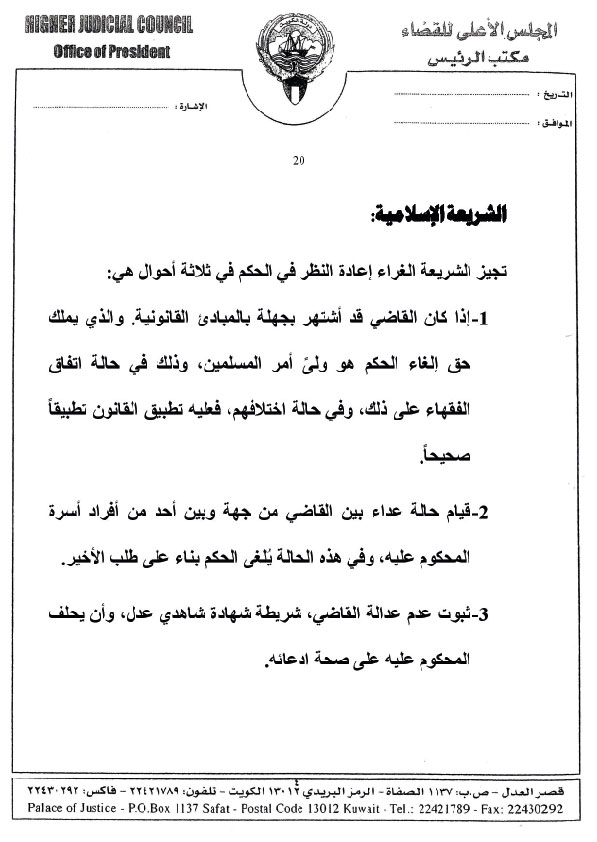 HIGHER JUDICIAL COUNCIL
Office of President
المجلس الأعلى للقضاء
مكتب الرئيس
التاريخ :
الموافق :
الإشارة :
20
الشريعة الإسلامية:
تجيز الشريعة الغراء إعادة النظر في الحكم في ثلاثة أحوال هي:
1-إذا كان القاضي قد أشتهر بجهلة بالمبادئ القانونية. والذي يملك
حق إلغاء الحكم هو وليّ أمر المسلمين، وذلك في حالة اتفاق
الفقهاء على ذلك، وفي حالة اختلافهم، فعليه تطبيق القانون تطبيقاً
صحيحاً.
2-قيام حالة عداء بين القاضي من جهة وبين أحد من أفراد أسرة
المحكوم عليه، وفي هذه الحالة يُلغى الحكم بناء على طلب الأخير.
3-ثبوت عدم عدالة القاضي، شريطة شهادة شاهدي عدل، وأن يحلف
المحكوم عليه على صحة ادعائه.
قصر العدل - ص.ب: ١١٣٧ الصفاة - الرمز البريدي ١٣٠١٢ الكويت - تلفون: ٢٢٤٢١٧٨٩ - فاكس: ٢٢٤٣٠٢٩٢
Palace of Justice - P.O.Box 1137 Safat - Postal Code 13012 Kuwait - Tel.: 22421789 - Fax: 22430292